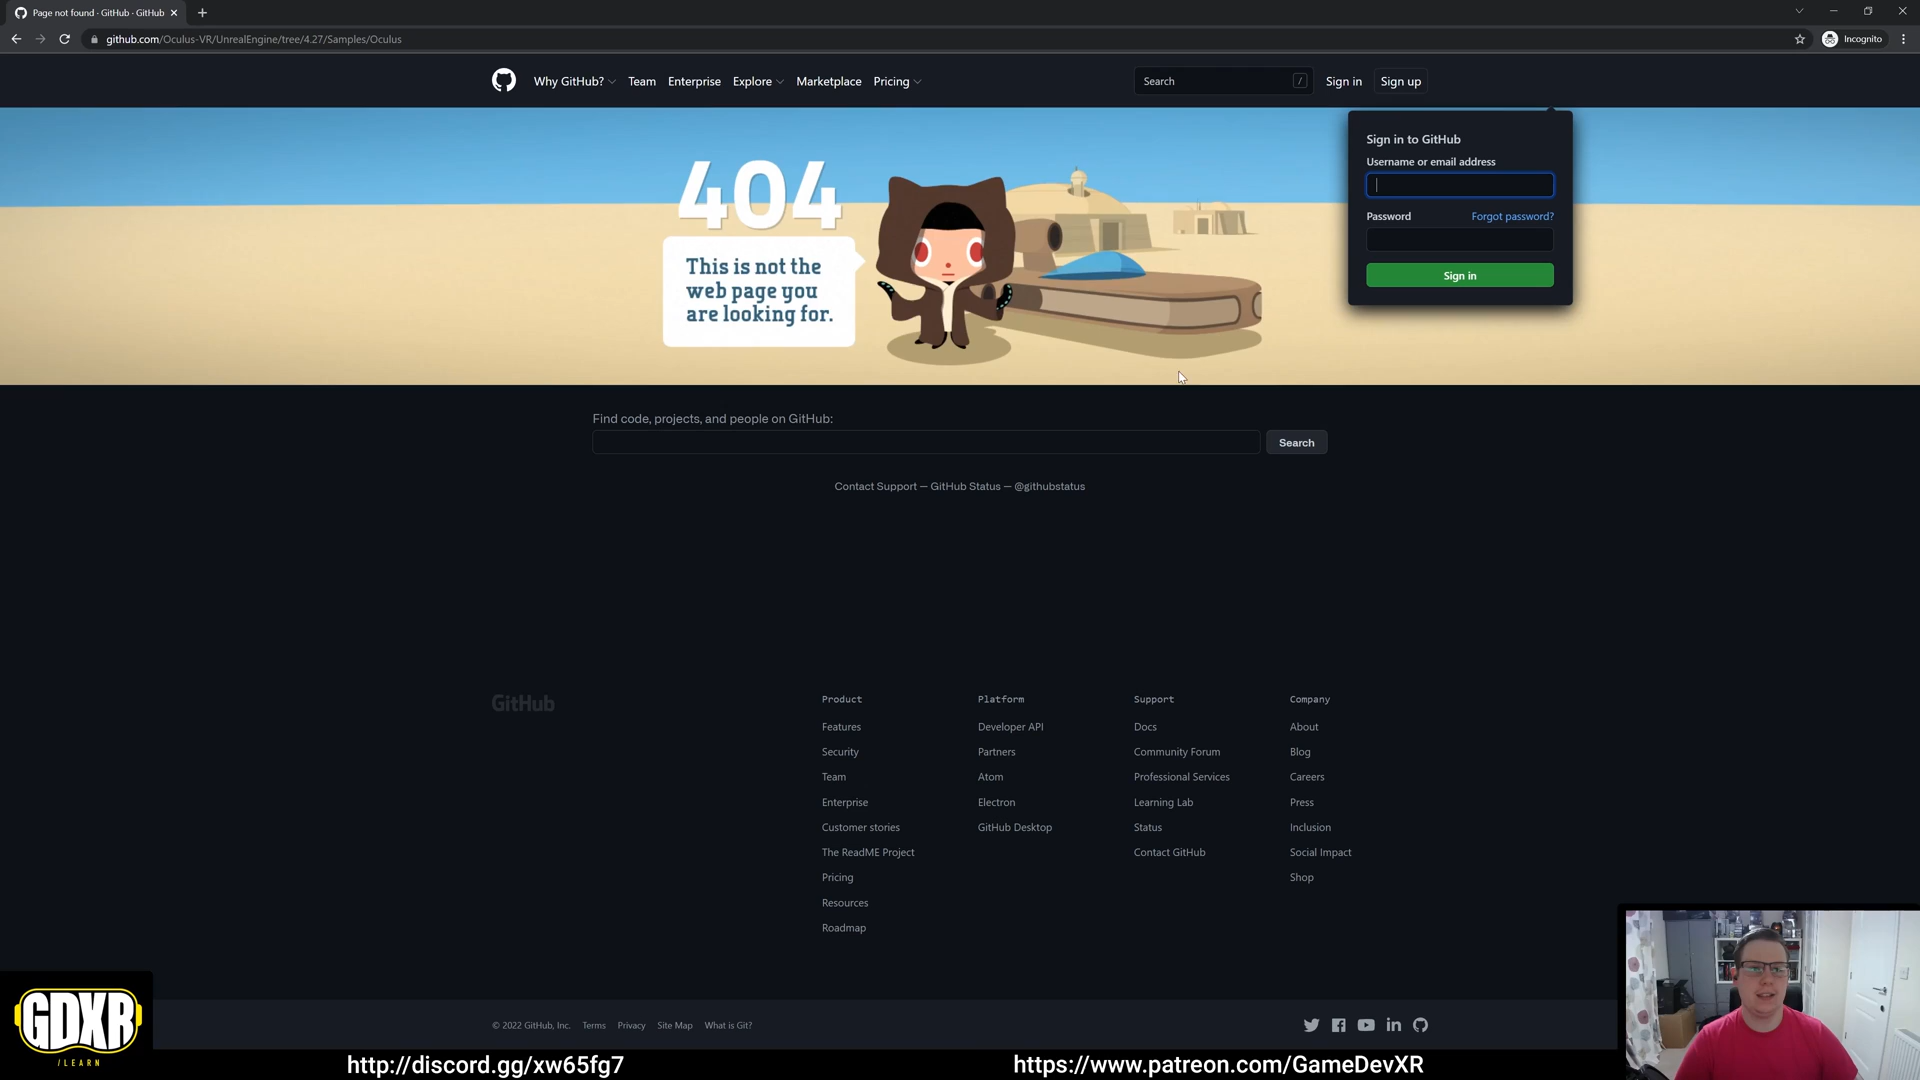 Page not found · GitHub · GitHub
github.com/Oculus-VR/UnrealEngine/tree/4.27/Samples/Oculus
Incognito
Why GitHub?
Team
Enterprise
Explore
Marketplace
Pricing
Search
/
Sign in
Sign up
Sign in to GitHub
Username or email address
Password
Forgot password?
Sign in
404
This is not the
web page you
are looking for.
Find code, projects, and people on GitHub:
Search
Contact Support — GitHub Status — @githubstatus
GitHub
Product
Features
Security
Team
Enterprise
Customer stories
The ReadME Project
Pricing
Resources
Roadmap
Platform
Developer API
Partners
Atom
Electron
GitHub Desktop
Support
Docs
Community Forum
Professional Services
Learning Lab
Status
Contact GitHub
Company
About
Blog
Careers
Press
Inclusion
Social Impact
Shop
© 2022 GitHub, Inc.
Terms
Privacy
Site Map
What is Git?
GDXR
/LEARN
http://discord.gg/xw65fg7
https://www.patreon.com/GameDevXR